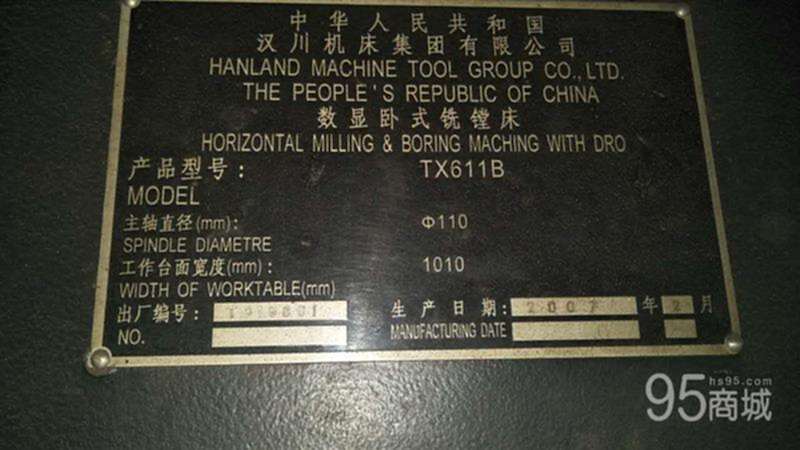 中华人民共和国
汉川机床集团有限公司
HANLAND MACHINE TOOL GROUP CO.,LTD.
THE PEOPLE'S REPUBLIC OF CHINA
数显卧式铣镗床
HORIZONTAL MILLING & BORING MACHING WITH DRO
产品型号: TX611B
MODEL
主轴直径(mm): Φ110
SPINDLE DIAMETRE
工作台面宽度(mm): 1010
WIDTH OF WORKTABLE(mm)
出厂编号: 生产日期: 2007 年 2 月
NO. MANUFACTURING DATE
95商城
hs95.com